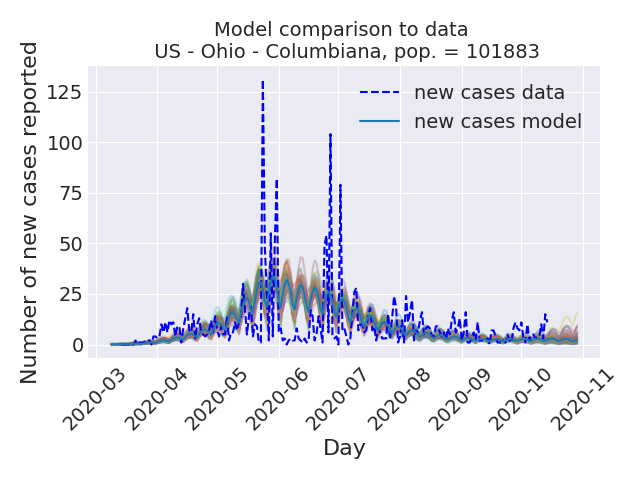 Model comparison to data
US - Ohio - Columbiana, pop. = 101883
Number of new cases reported
125
100
75
50
25
0
new cases data
new cases model
2020-03
2020-04
2020-05
2020-06
2020-07
2020-08
2020-09
2020-10
2020-11
Day